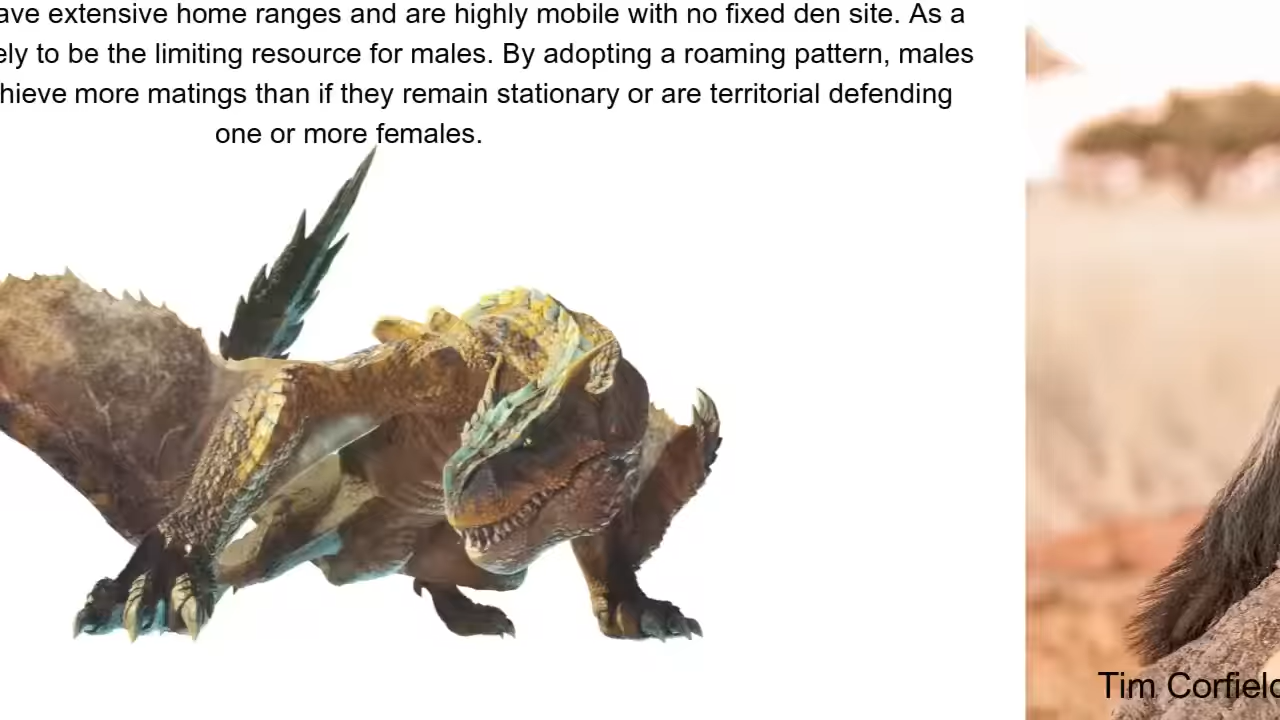 ave extensive home ranges and are highly mobile with no fixed den site. As a
ely to be the limiting resource for males. By adopting a roaming pattern, males
hieve more matings than if they remain stationary or are territorial defending
one or more females.
Tim Corfield